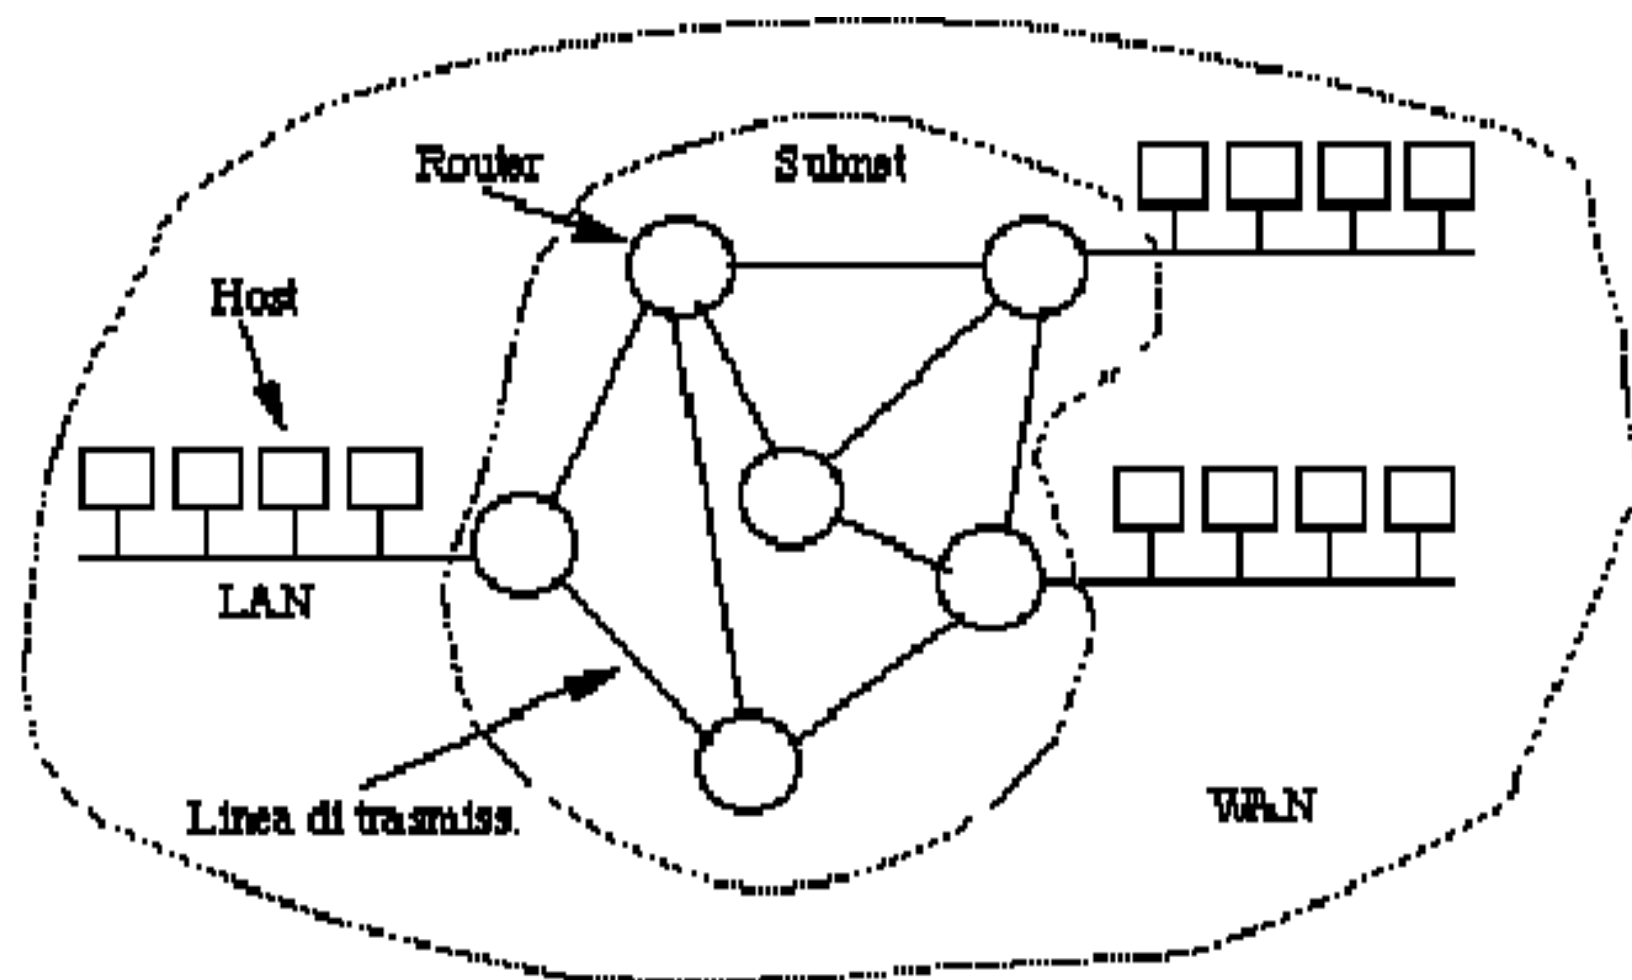 Router
Subnet
Host
LAN
Linea di trasmiss.
WAN